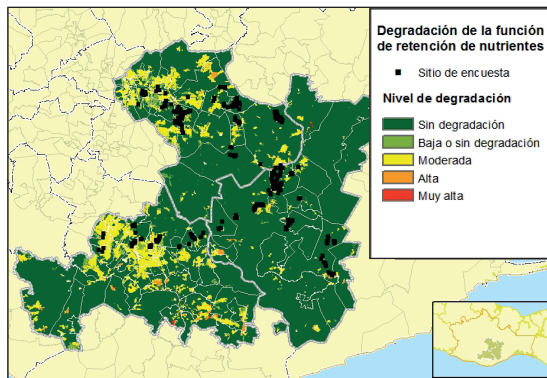 Degradación de la función
de retención de nutrientes
Sitio de encuesta
Nivel de degradación
Sin degradación
Baja o sin degradación
Moderada
Alta
Muy alta